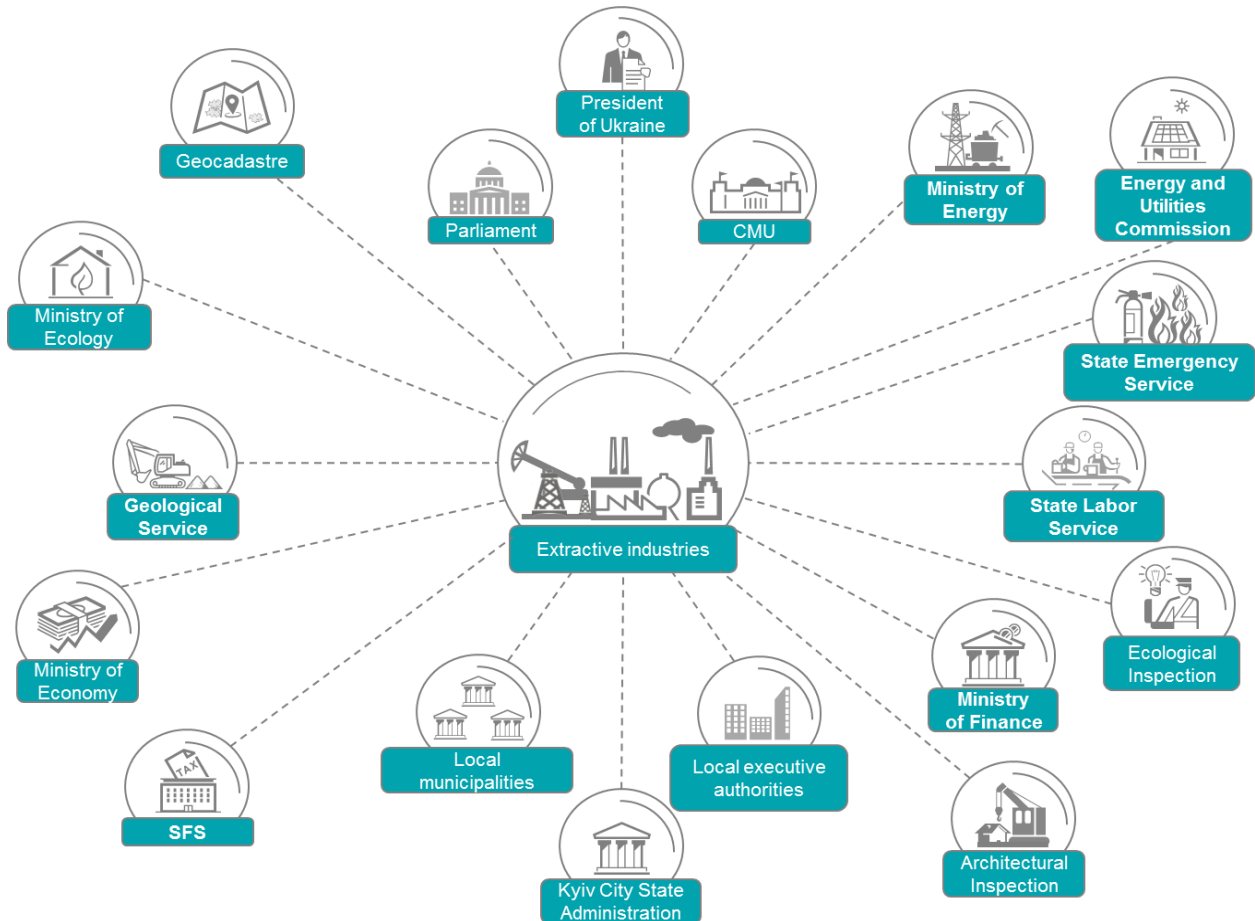 President
of Ukraine
Geocadastre
Parliament
CMU
Ministry of
Energy
Energy and
Utilities
Commission
Ministry of
Ecology
State Emergency
Service
Geological
Service
Extractive industries
State Labor
Service
Ministry of
Economy
Ecological
Inspection
Ministry
of Finance
Local
municipalities
Local executive
authorities
TAX
SFS
Kyiv City State
Administration
Architectural
Inspection